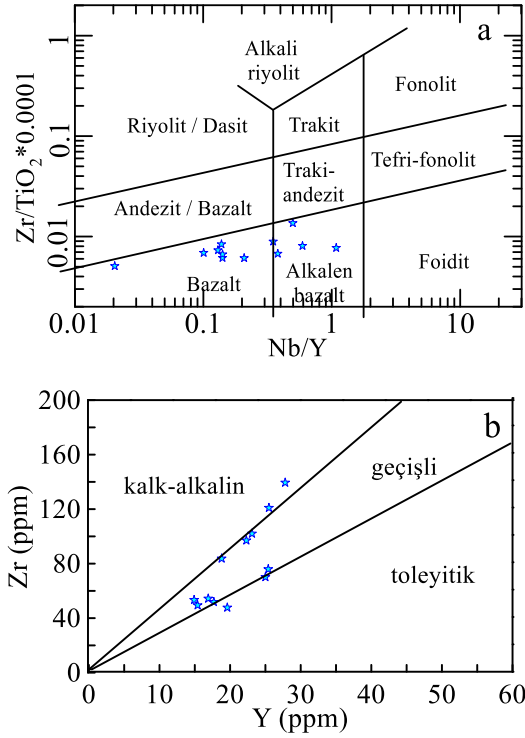 a
Zr/TiO2*0.0001
1
0.1
0.01
Alkali
riyolit
Fonolit
Riyolit / Dasit
Trakit
Traki-
andezit
Tefri-fonolit
Andezit / Bazalt
Bazalt
Alkalen
bazalt
Foidit
0.01
0.1
1
10
Nb/Y
b
Zr (ppm)
200
160
120
80
40
0
kalk-alkalin
geçişli
toleyitik
0
10
20
30
40
50
60
Y (ppm)